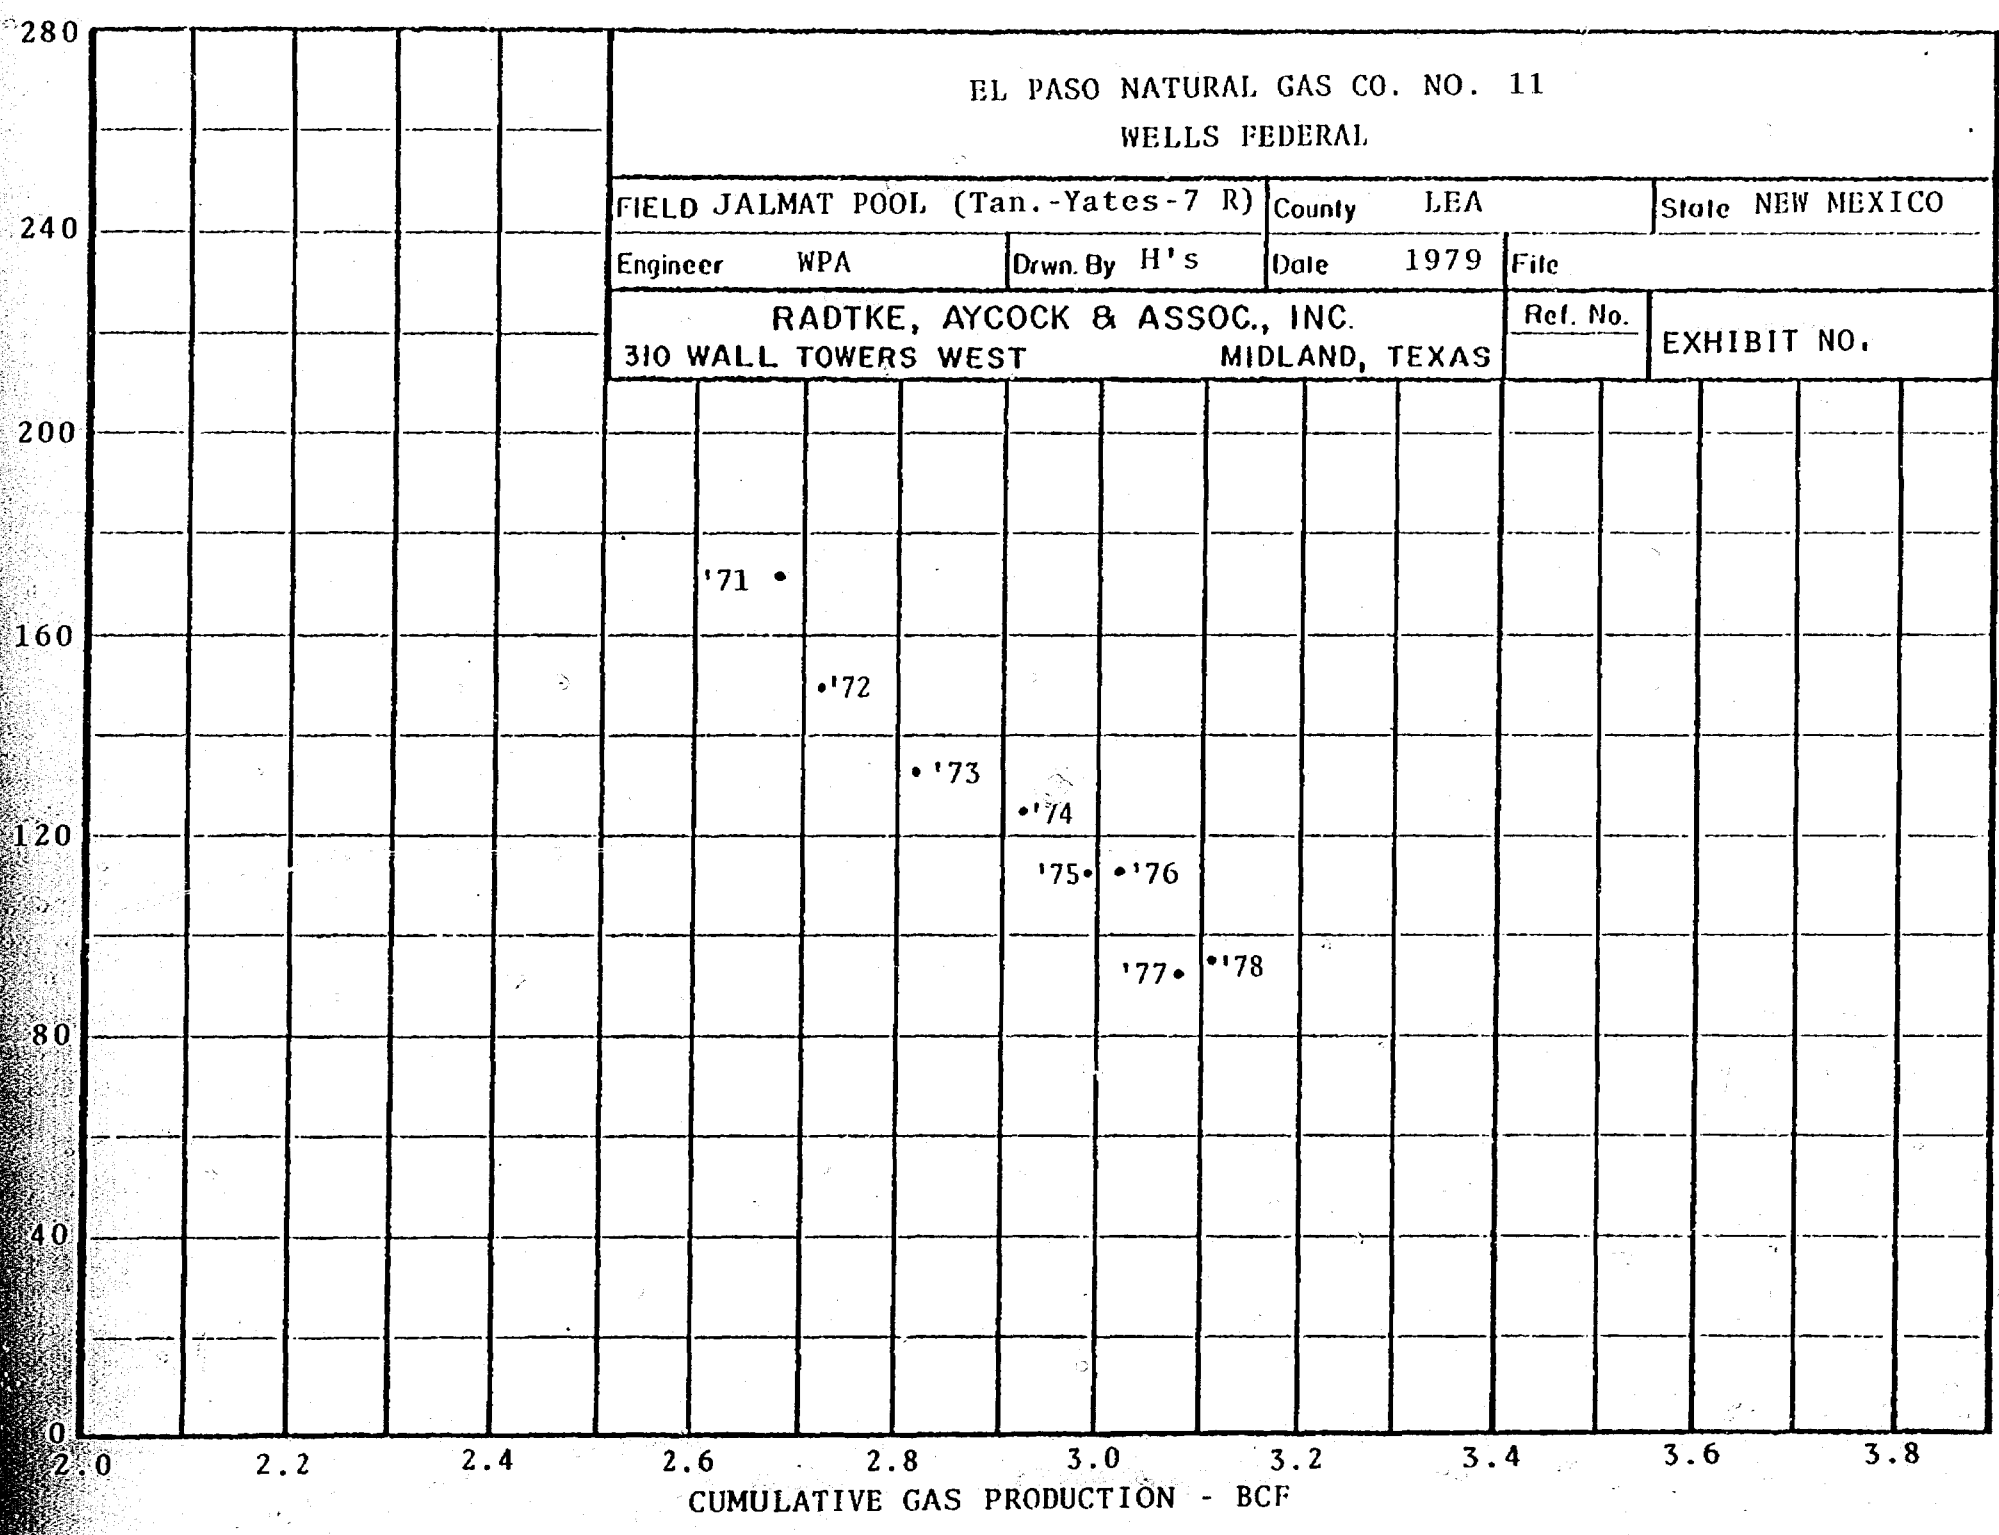 280
EL PASO NATURAL GAS CO. NO. 11
WELLS FEDERAL
FIELD JALMAT POOL (Tan.-Yates-7 R) County LEA State NEW MEXICO
240
Engineer WPA Drwn. By H's Date 1979 File
RADTKE, AYCOCK & ASSOC., INC. Ref. No.
EXHIBIT NO.
310 WALL TOWERS WEST MIDLAND, TEXAS
200
'71
160
'72
'73
'74
120
'75 '76
'77 '78
80
40
0
2.0 2.2 2.4 2.6 2.8 3.0 3.2 3.4 3.6 3.8
CUMULATIVE GAS PRODUCTION - BCF